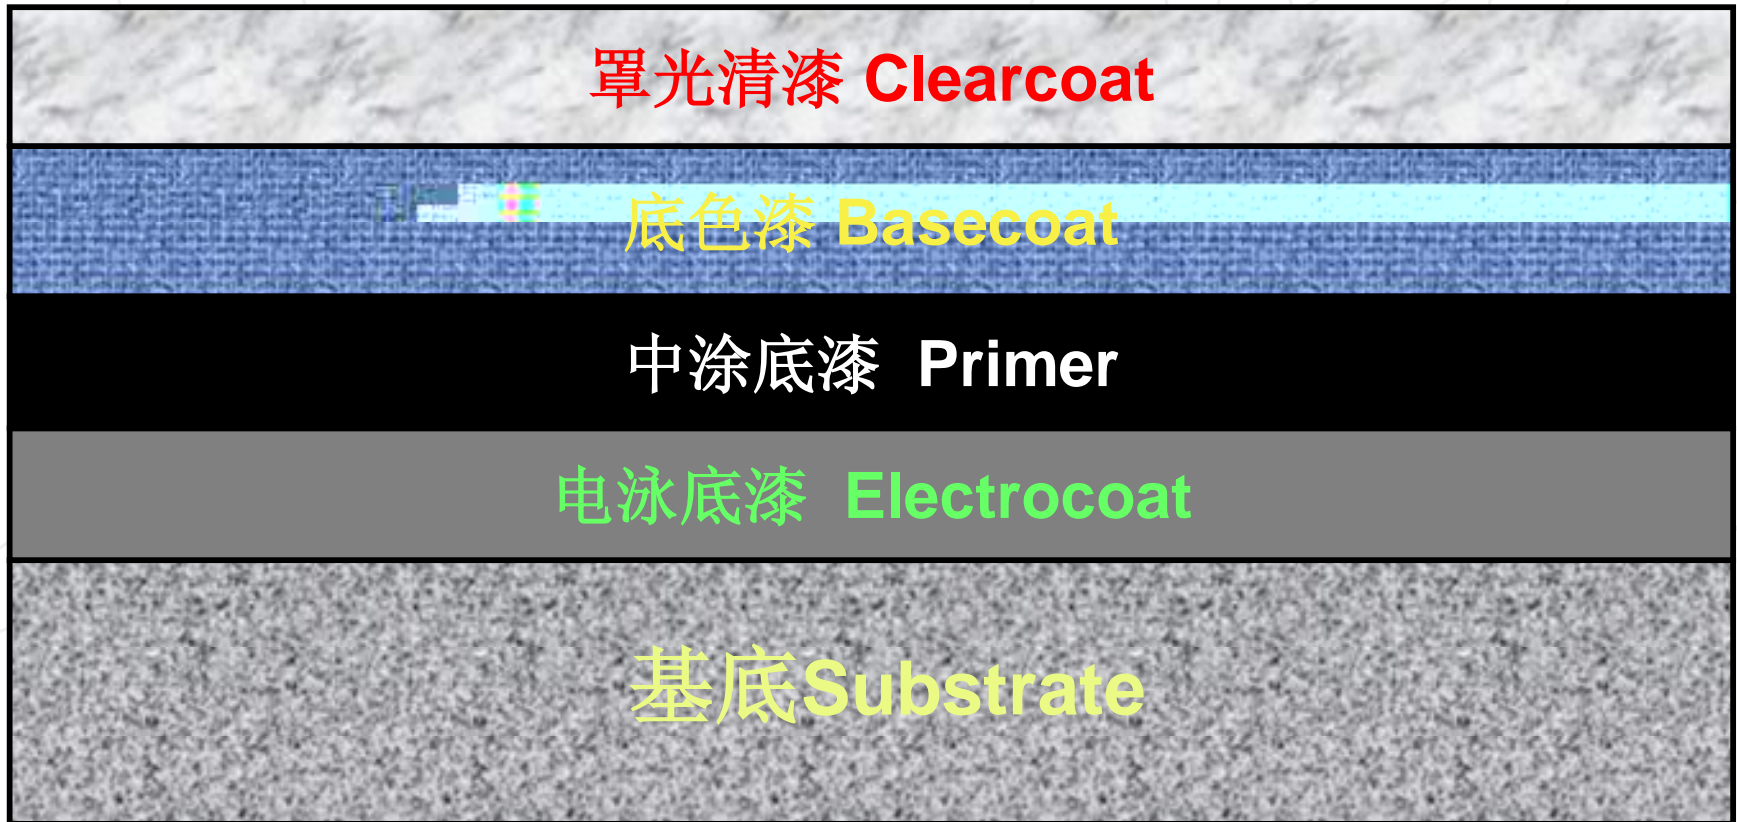 罩光清漆 Clearcoat
底色漆 Basecoat
中涂底漆 Primer
电泳底漆 Electrocoat
基底Substrate